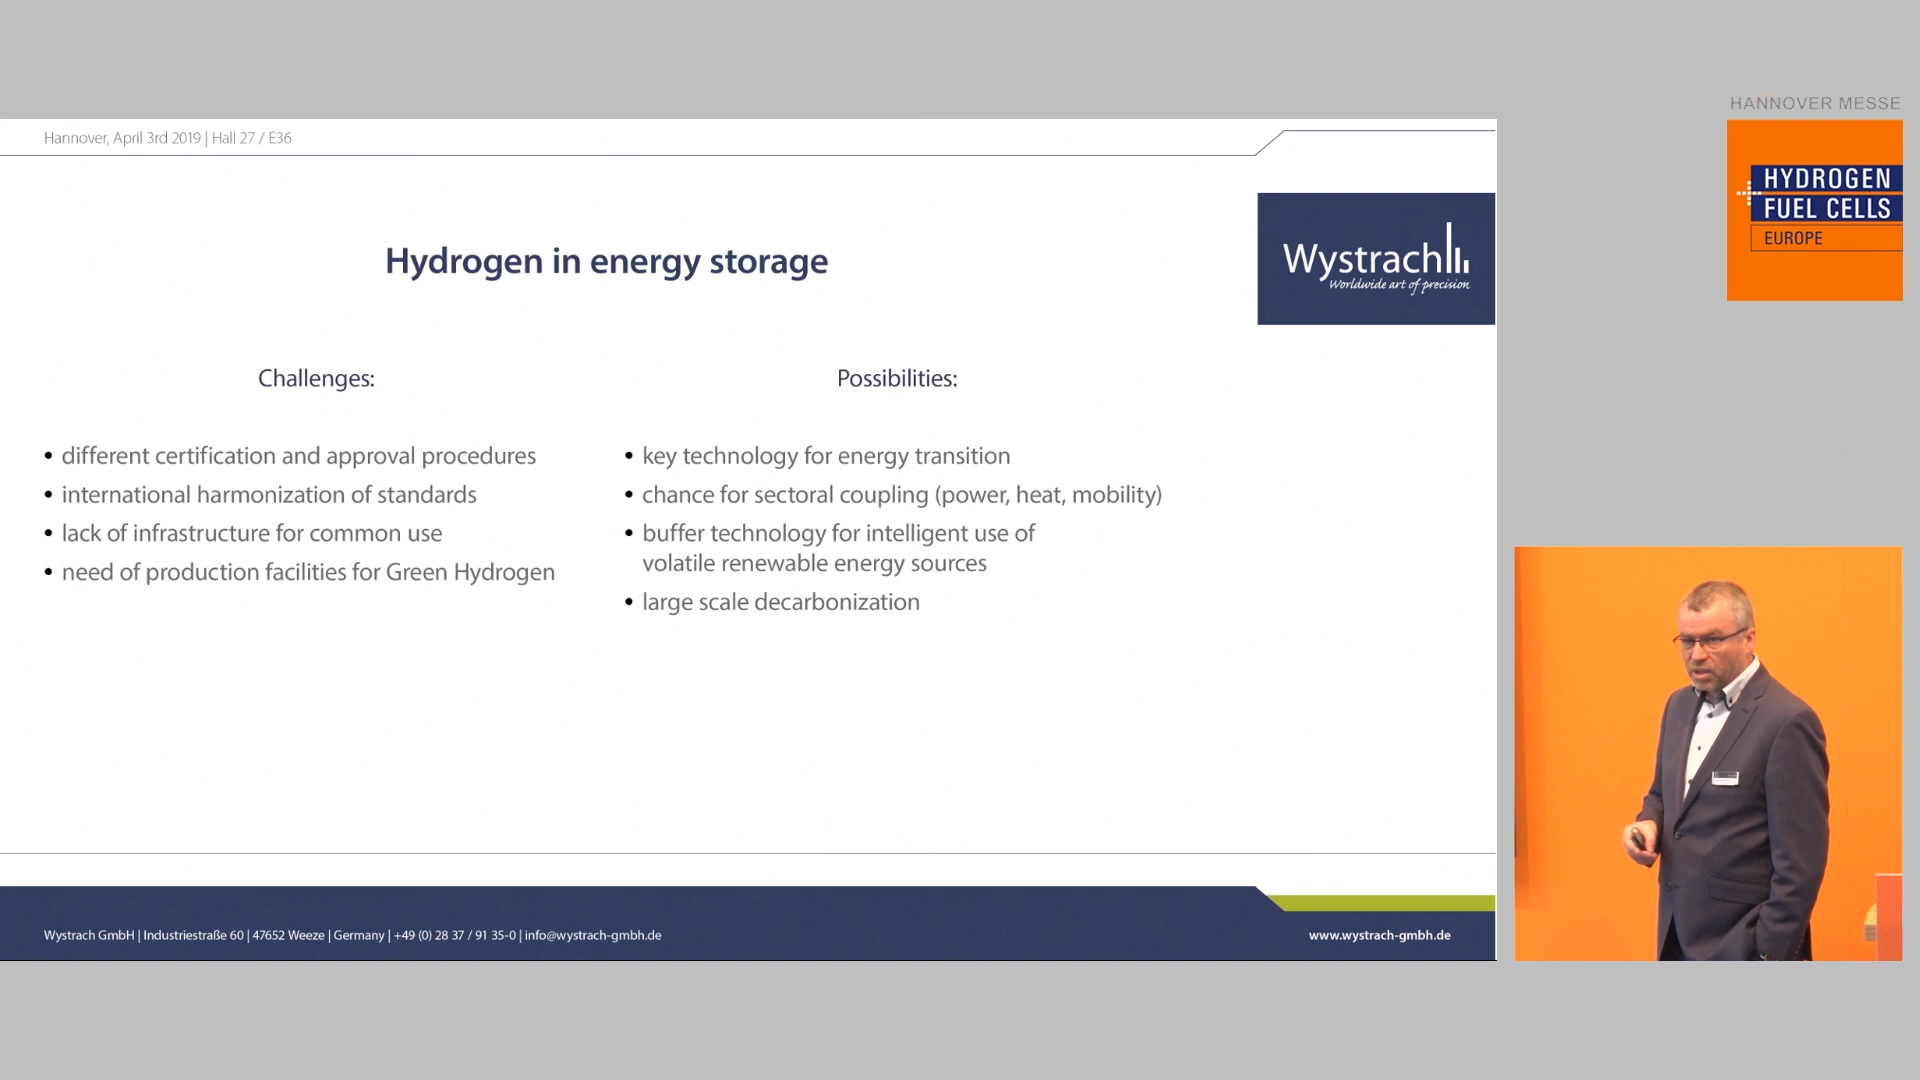 HANNOVER MESSE
HYDROGEN
FUEL CELLS
EUROPE
Hannover, April 3rd 2019 | Hall 27 / E36
Wystrach
Worldwide art of precision
Hydrogen in energy storage
Challenges:
• different certification and approval procedures
• international harmonization of standards
• lack of infrastructure for common use
• need of production facilities for Green Hydrogen
Possibilities:
• key technology for energy transition
• chance for sectoral coupling (power, heat, mobility)
• buffer technology for intelligent use of
volatile renewable energy sources
• large scale decarbonization
Wystrach GmbH | Industriestraße 60 | 47652 Weeze | Germany | +49 (0) 28 37 / 91 35-0 | info@wystrach-gmbh.de
www.wystrach-gmbh.de